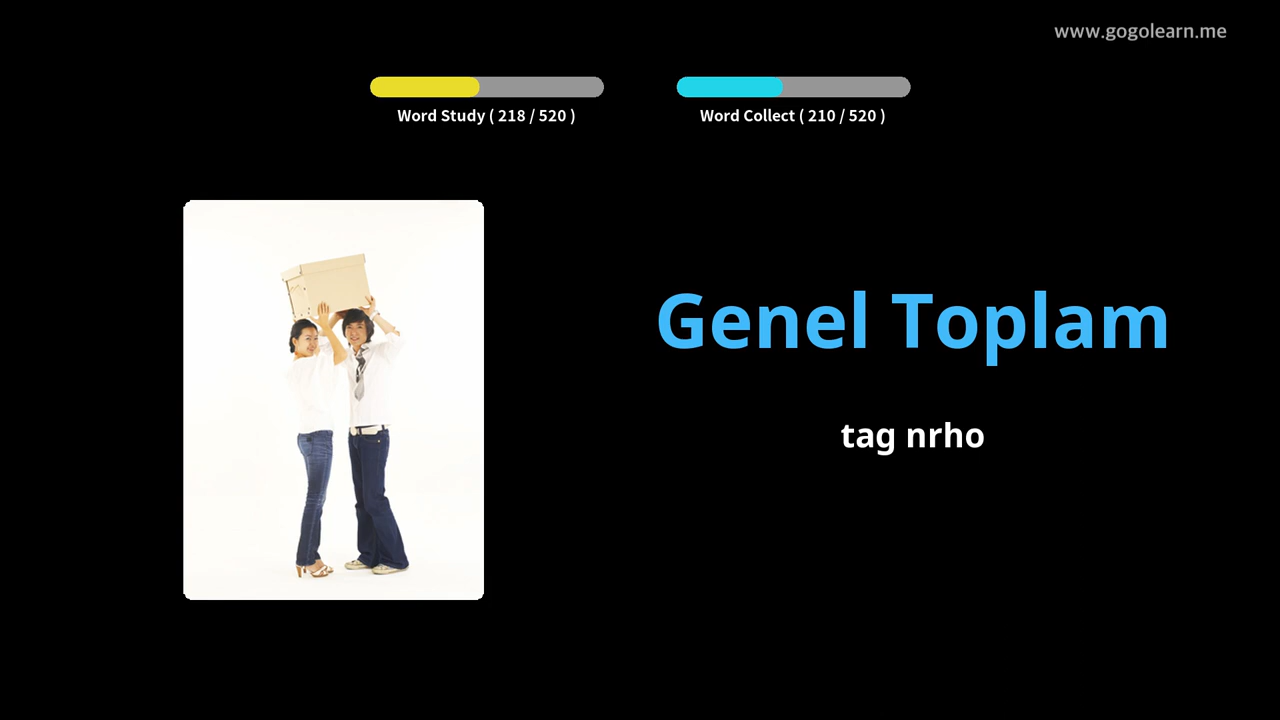 www.gogolearn.me
Word Study ( 218 / 520 )
Word Collect ( 210 / 520 )
Genel Toplam
tag nrho